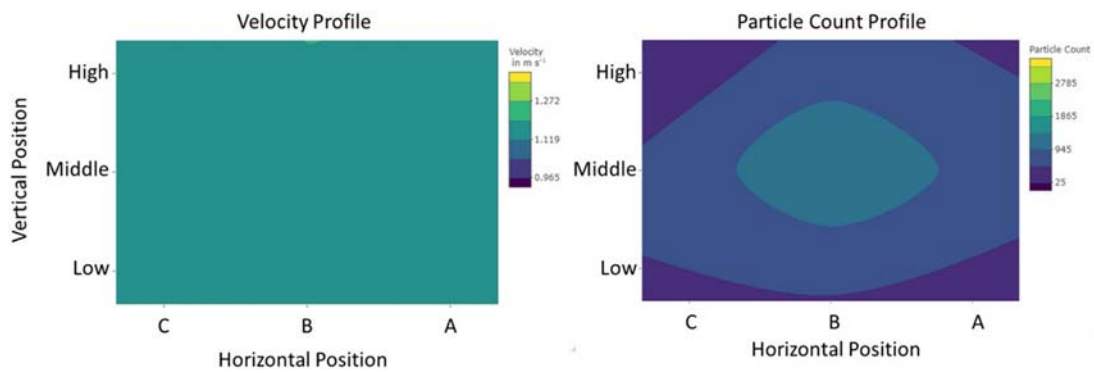 Velocity Profile
Velocity
in m s⁻¹
1.272
1.119
0.965
High
Middle
Low
Vertical Position
C B A
Horizontal Position
Particle Count Profile
Particle Count
2785
1865
945
25
High
Middle
Low
C B A
Horizontal Position